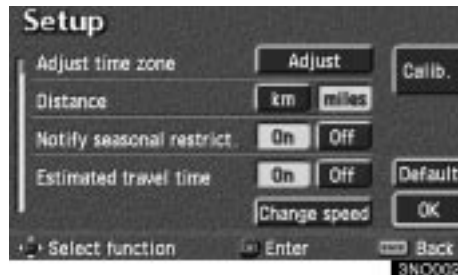 Setup
Adjust time zone Adjust Calib.
Distance km miles
Notify seasonal restrict. On Off
Estimated travel time On Off Default
Change speed OK
Select function Enter Back
3NO002